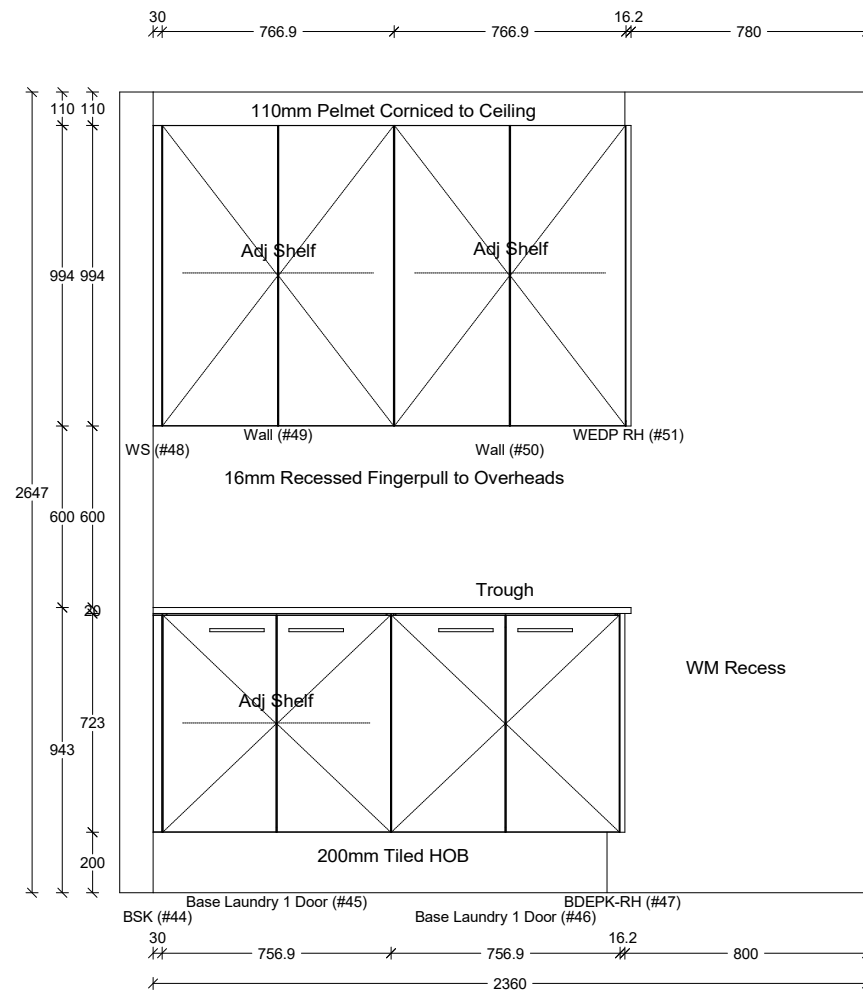 30
766.9
766.9
16.2
780
110
110
110mm Pelmet Corniced to Ceiling
994
994
Adj Shelf
Adj Shelf
Wall (#49)
WEDP RH (#51)
WS (#48)
Wall (#50)
16mm Recessed Fingerpull to Overheads
2647
600
600
Trough
20
WM Recess
Adj Shelf
723
943
200mm Tiled HOB
200
Base Laundry 1 Door (#45)
BDEPK-RH (#47)
BSK (#44)
Base Laundry 1 Door (#46)
30
756.9
756.9
16.2
800
2360